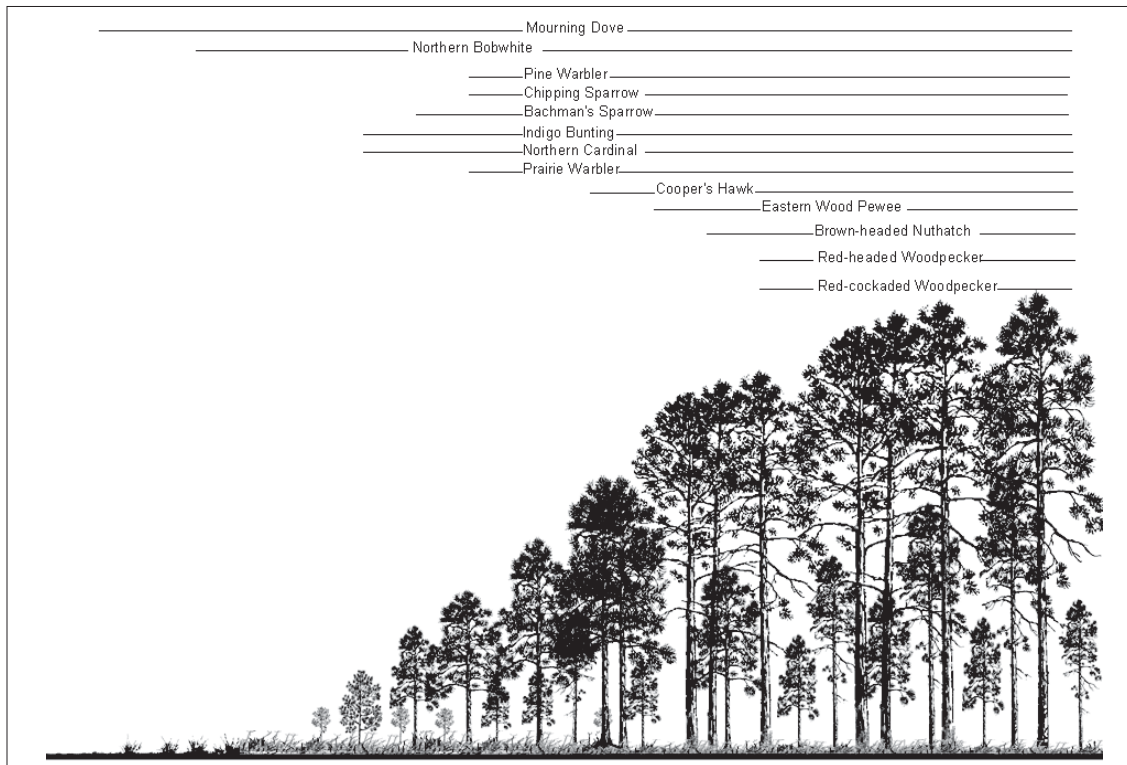 Mourning Dove
Northern Bobwhite
Pine Warbler
Chipping Sparrow
Bachman's Sparrow
Indigo Bunting
Northern Cardinal
Prairie Warbler
Cooper's Hawk
Eastern Wood Pewee
Brown-headed Nuthatch
Red-headed Woodpecker
Red-cockaded Woodpecker